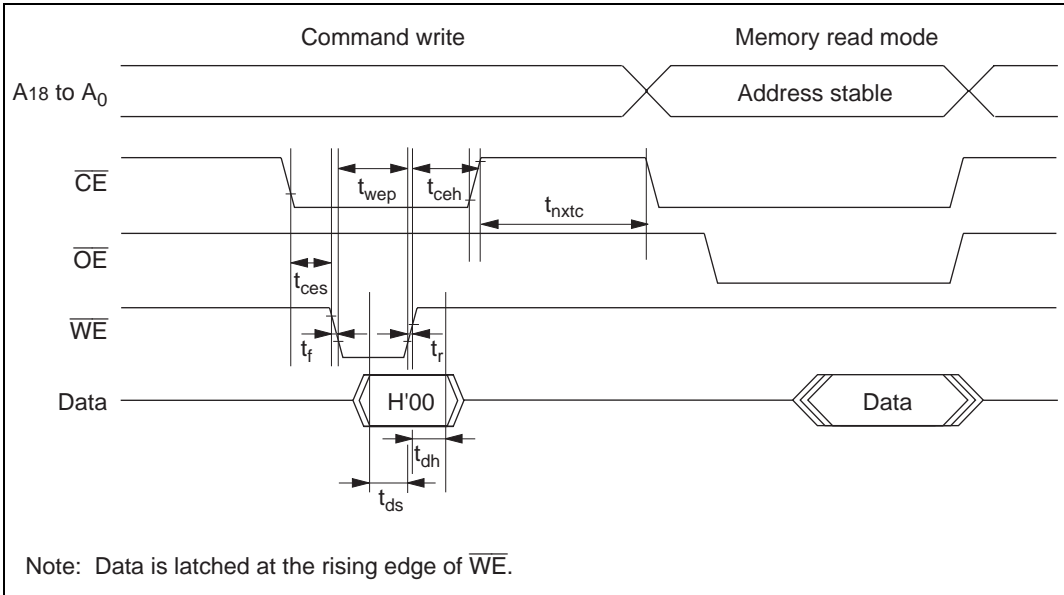 Command write
Memory read mode
A18 to A0
Address stable
CE
twep
tceh
tnxtc
OE
tces
WE
tf
tr
Data
H'00
Data
tdh
tds
Note: Data is latched at the rising edge of WE.